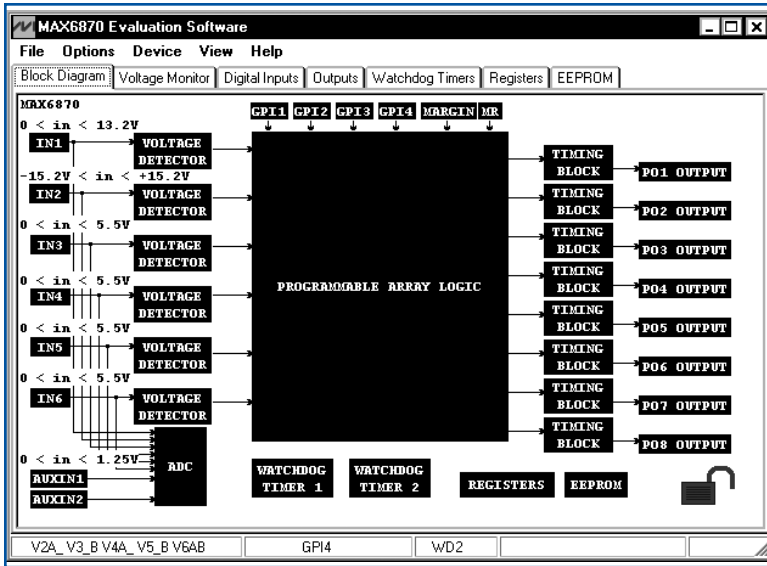 MAX6870 Evaluation Software
File Options Device View Help
Block Diagram Voltage Monitor Digital Inputs Outputs Watchdog Timers Registers EEPROM
MAX6870
GPI1 GPI2 GPI3 GPI4 MARGIN MR
0 < in < 13.2V
IN1
VOLTAGE DETECTOR
-15.2V < in < +15.2V
IN2
VOLTAGE DETECTOR
0 < in < 5.5V
IN3
VOLTAGE DETECTOR
0 < in < 5.5V
IN4
VOLTAGE DETECTOR
0 < in < 5.5V
IN5
VOLTAGE DETECTOR
0 < in < 5.5V
IN6
VOLTAGE DETECTOR
0 < in < 1.25V
AUXIN1
AUXIN2
ADC
PROGRAMMABLE ARRAY LOGIC
TIMING BLOCK
PO1 OUTPUT
TIMING BLOCK
PO2 OUTPUT
TIMING BLOCK
PO3 OUTPUT
TIMING BLOCK
PO4 OUTPUT
TIMING BLOCK
PO5 OUTPUT
TIMING BLOCK
PO6 OUTPUT
TIMING BLOCK
PO7 OUTPUT
TIMING BLOCK
PO8 OUTPUT
WATCHDOG TIMER 1
WATCHDOG TIMER 2
REGISTERS
EEPROM
V2A_ V3_B V4A_ V5_B V6AB GPI4 WD2